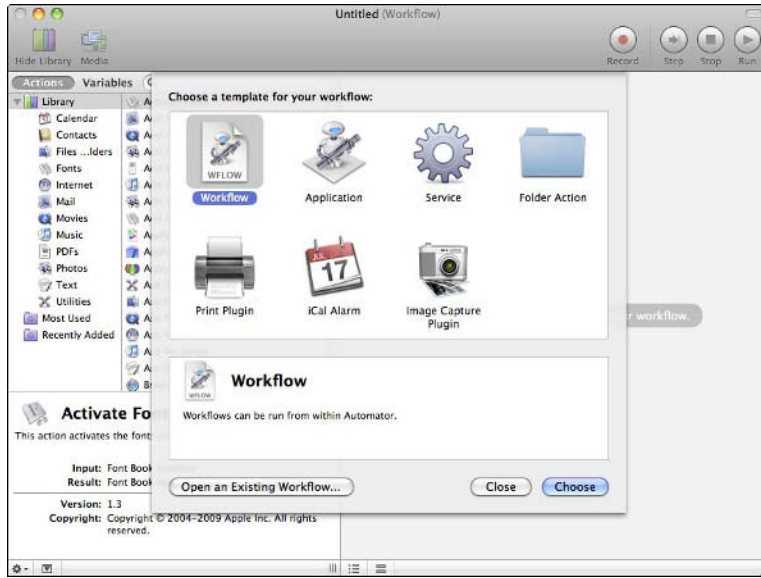 Untitled (Workflow)
Hide Library Media
Record Step Stop Run
Actions Variables
Library
Calendar
Contacts
Files ...lders
Fonts
Internet
Mail
Movies
Music
PDFs
Photos
Text
Utilities
Most Used
Recently Added
Choose a template for your workflow:
WFLOW
Workflow Application Service Folder Action
JUL
17
Print Plugin iCal Alarm Image Capture
Plugin
r workflow.
WFLOW
Workflow
Workflows can be run from within Automator.
Open an Existing Workflow... Close Choose
Activate Fo
This action activates the font
Input: Font Book
Result: Font Book
Version: 1.3
Copyright: Copyright © 2004–2009 Apple Inc. All rights
reserved.